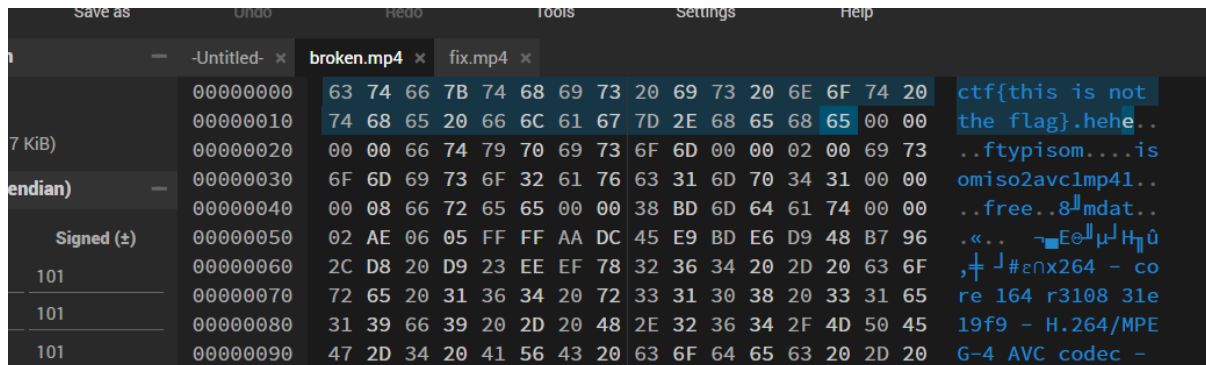 Save as Undo Redo Tools Settings Help
-Untitled- × broken.mp4 × fix.mp4 ×
00000000 63 74 66 7B 74 68 69 73 20 69 73 20 6E 6F 74 20 ctf{this is not
00000010 74 68 65 20 66 6C 61 67 7D 2E 68 65 68 65 00 00 the flag}.hehe..
7 KiB) 00000020 00 00 66 74 79 70 69 73 6F 6D 00 00 02 00 69 73 ..ftypisom....is
endian) 00000030 6F 6D 69 73 6F 32 61 76 63 31 6D 70 34 31 00 00 omiso2avc1mp41..
00000040 00 08 66 72 65 65 00 00 38 BD 6D 64 61 74 00 00 ..free..8╜mdat..
Signed (±) 00000050 02 AE 06 05 FF FF AA DC 45 E9 BD E6 D9 48 B7 96 .«.. ¬▄EΘ╜µ┘H╖û
101 00000060 2C D8 20 D9 23 EE EF 78 32 36 34 20 2D 20 63 6F ,╪ ┘#ε∩x264 - co
101 00000070 72 65 20 31 36 34 20 72 33 31 30 38 20 33 31 65 re 164 r3108 31e
00000080 31 39 66 39 20 2D 20 48 2E 32 36 34 2F 4D 50 45 19f9 - H.264/MPE
101 00000090 47 2D 34 20 41 56 43 20 63 6F 64 65 63 20 2D 20 G-4 AVC codec -